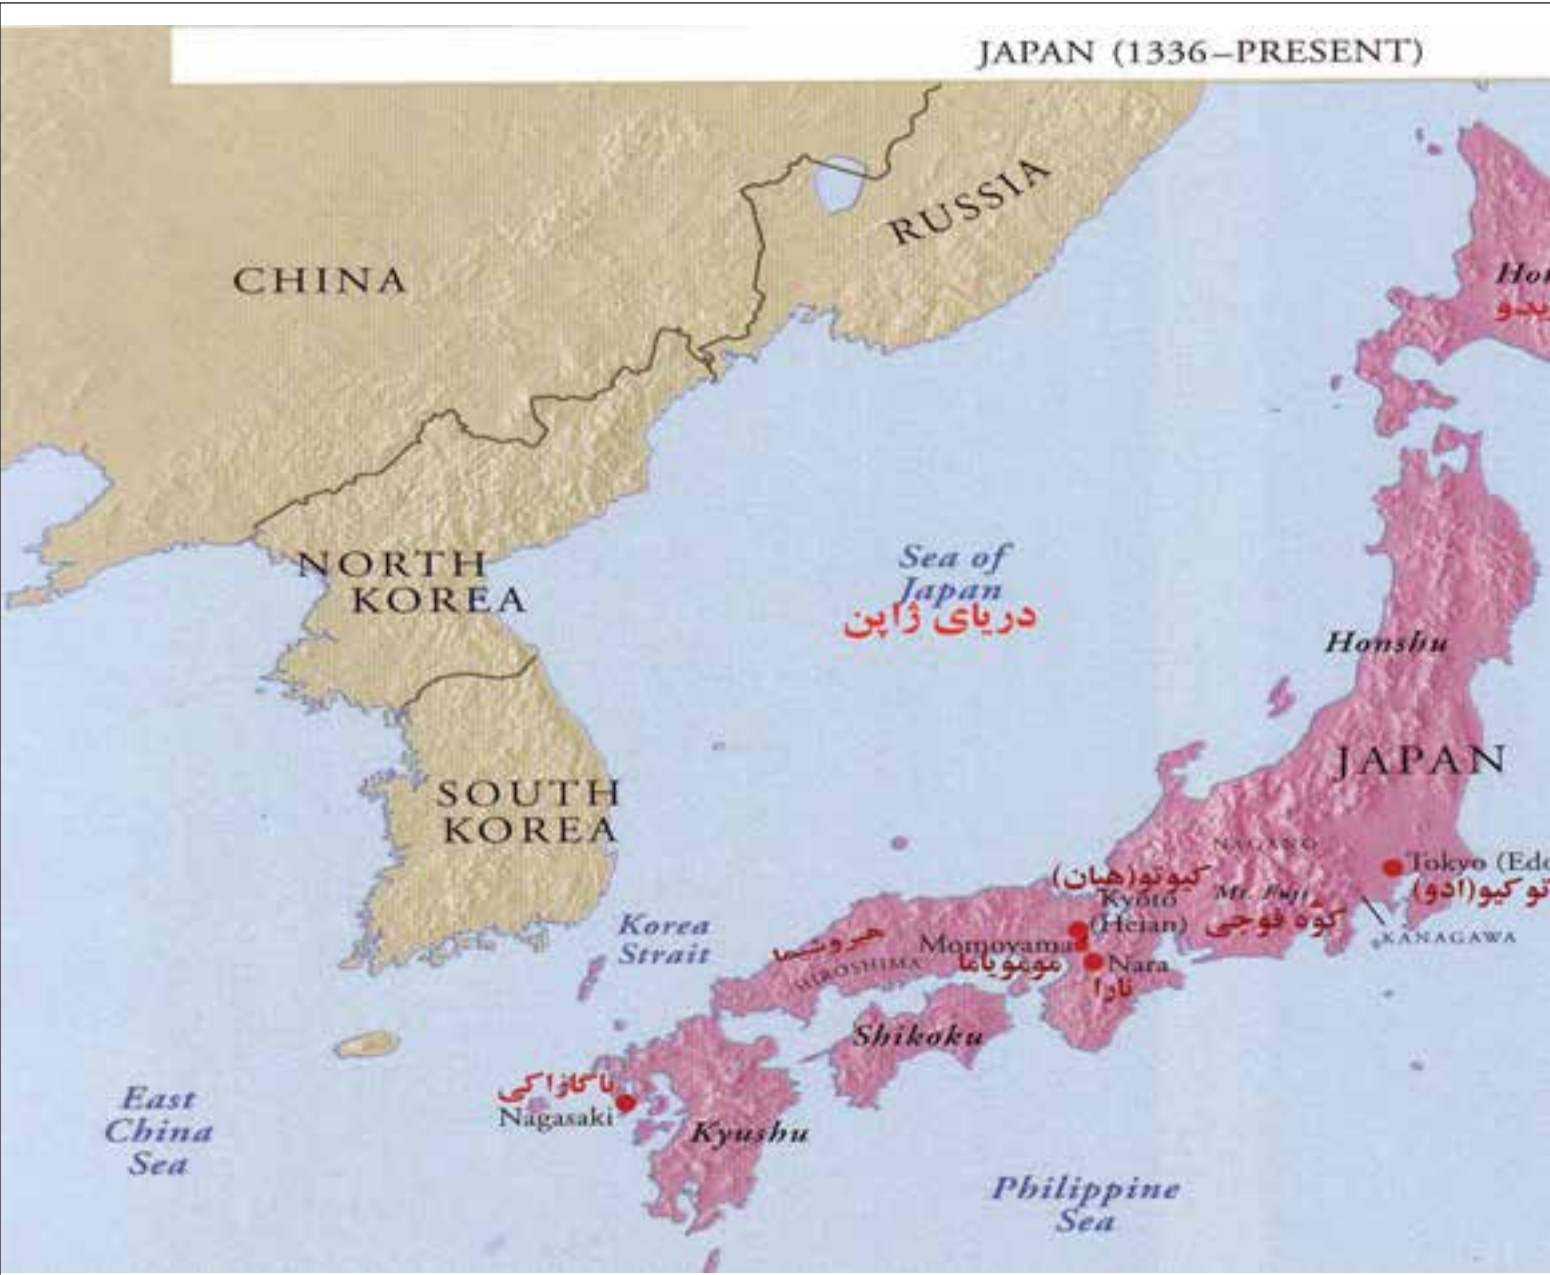 JAPAN (1336–PRESENT)
RUSSIA
CHINA
هیروشیما
NORTH
KOREA
Sea of
Japan
دریای ژاپن
Honshu
JAPAN
SOUTH
KOREA
NAGANO
Tokyo (Edo
توکیو(ادو)
کیوتو(هیان)
Kyoto
(Heian)
Mt. Fuji
کوه فوجی
KANAGAWA
Korea
Strait
Momoyama
موموياما
HIROSHIMA
Nara
نارا
Shikoku
ناگازاکی
Nagasaki
Kyushu
East
China
Sea
Philippine
Sea